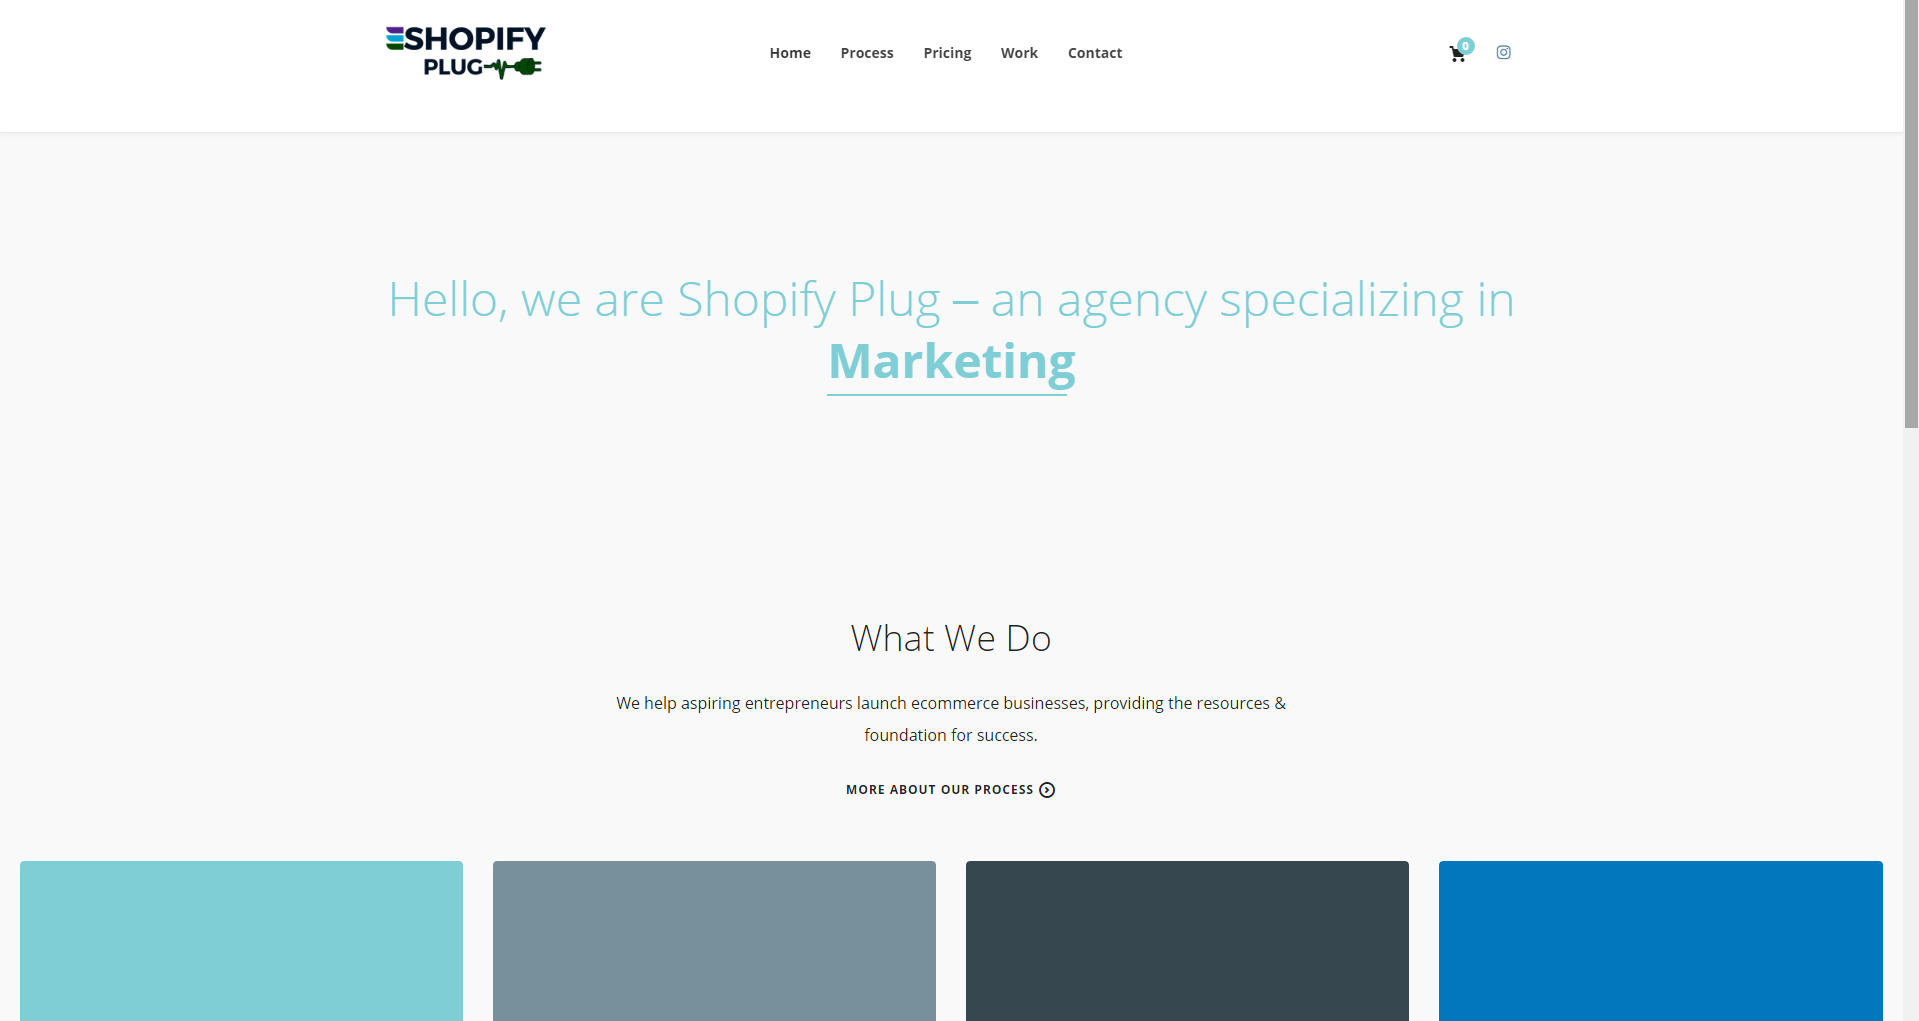 SHOPIFY
PLUG
Home Process Pricing Work Contact
0
Hello, we are Shopify Plug – an agency specializing in
Marketing
What We Do
We help aspiring entrepreneurs launch ecommerce businesses, providing the resources &
foundation for success.
MORE ABOUT OUR PROCESS